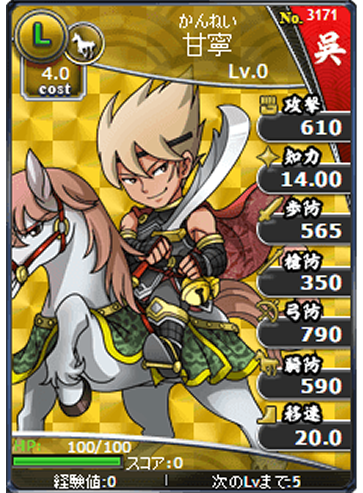 かんねい
No. 3171
L
甘寧
呉
4.0
cost
Lv.0
攻撃
610
知力
14.00
歩防
565
槍防
350
弓防
790
騎防
590
移速
20.0
HP: 100/100
スコア:0
経験値:0
次のLvまで:5